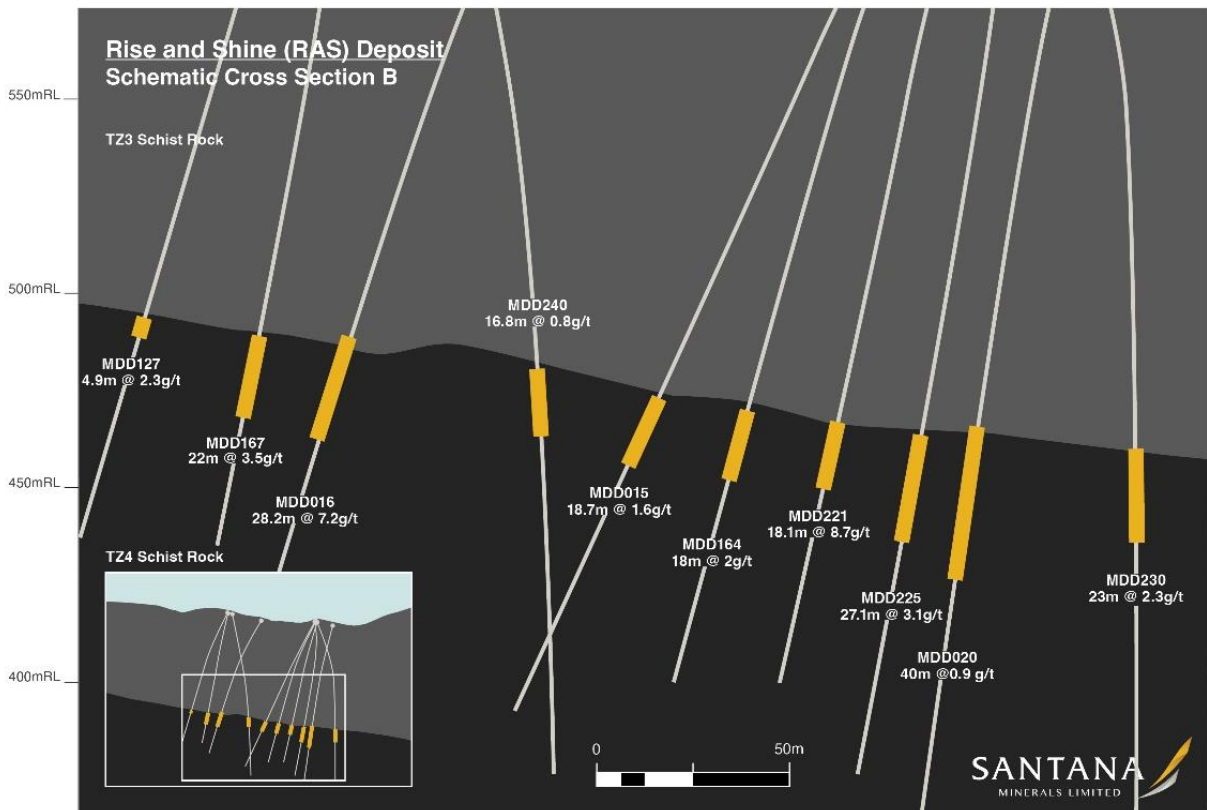 Rise and Shine (RAS) Deposit
Schematic Cross Section B
550mRL
TZ3 Schist Rock
500mRL
MDD240
16.8m @ 0.8g/t
MDD127
4.9m @ 2.3g/t
MDD167
22m @ 3.5g/t
450mRL
MDD016
28.2m @ 7.2g/t
MDD015
18.7m @ 1.6g/t
MDD164
18m @ 2g/t
MDD221
18.1m @ 8.7g/t
MDD225
27.1m @ 3.1g/t
MDD230
23m @ 2.3g/t
TZ4 Schist Rock
400mRL
MDD020
40m @0.9 g/t
0 50m
SANTANA
MINERALS LIMITED